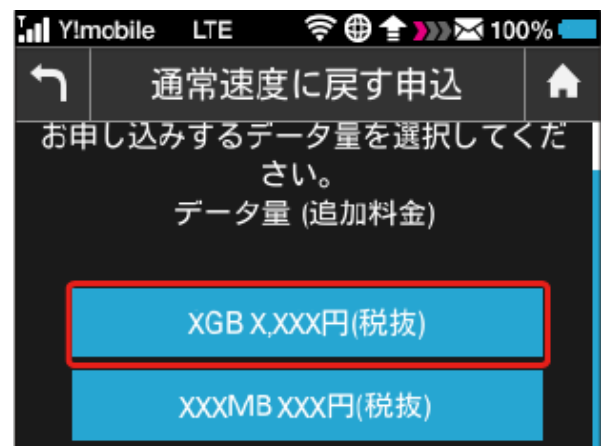 Y!mobile LTE 100%
通常速度に戻す申込
お申し込みするデータ量を選択してくだ
さい。
データ量 (追加料金)
XGB X,XXX円(税抜)
XXXMB XXX円(税抜)